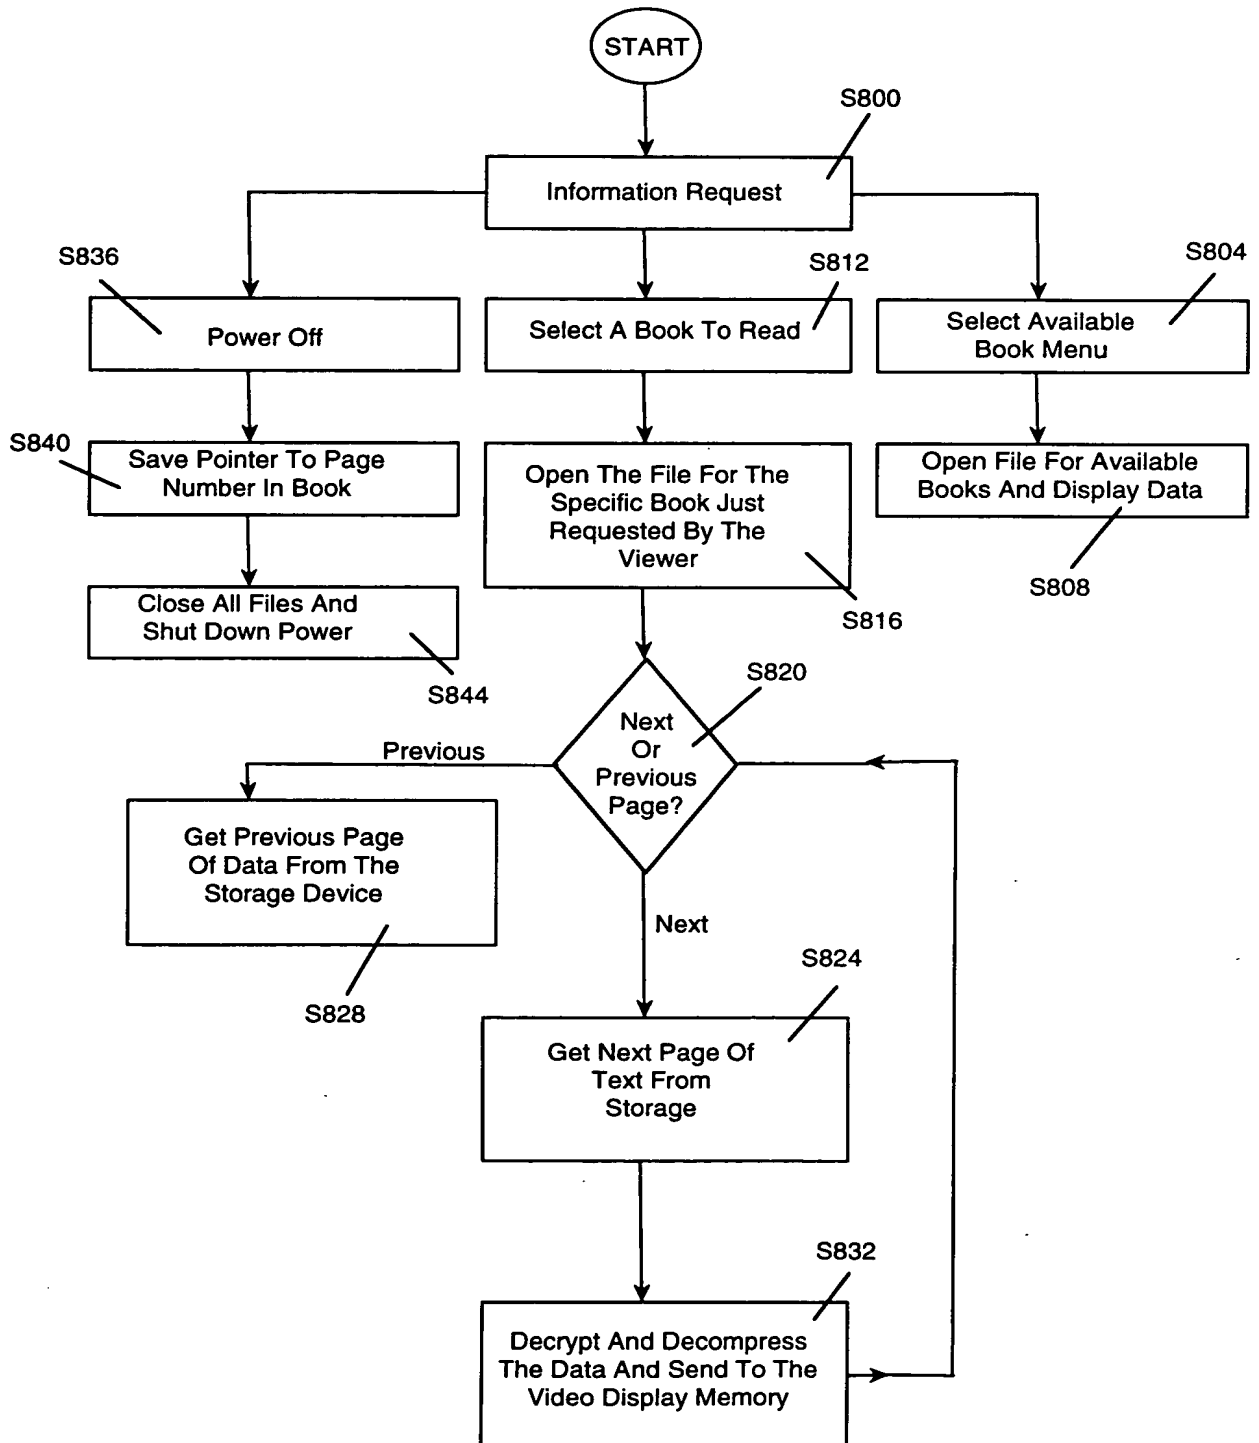 START
S800
Information Request
S836
S812
S804
Power Off
Select A Book To Read
Select Available
Book Menu
S840
Save Pointer To Page
Number In Book
Open The File For The
Specific Book Just
Requested By The
Viewer
Open File For Available
Books And Display Data
S808
Close All Files And
Shut Down Power
S816
S844
S820
Next
Or
Previous
Page?
Previous
Get Previous Page
Of Data From The
Storage Device
Next
S828
S824
Get Next Page Of
Text From
Storage
S832
Decrypt And Decompress
The Data And Send To The
Video Display Memory